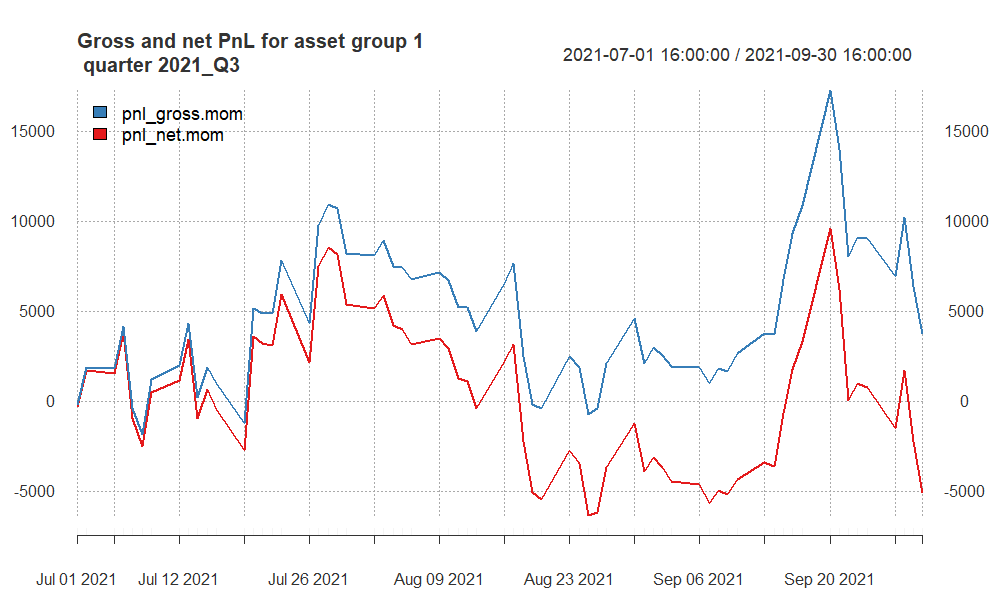 Gross and net PnL for asset group 1
quarter 2021_Q3
2021-07-01 16:00:00 / 2021-09-30 16:00:00
pnl_gross.mom
pnl_net.mom
15000
10000
5000
0
-5000
15000
10000
5000
0
-5000
Jul 01 2021 Jul 12 2021 Jul 26 2021 Aug 09 2021 Aug 23 2021 Sep 06 2021 Sep 20 2021